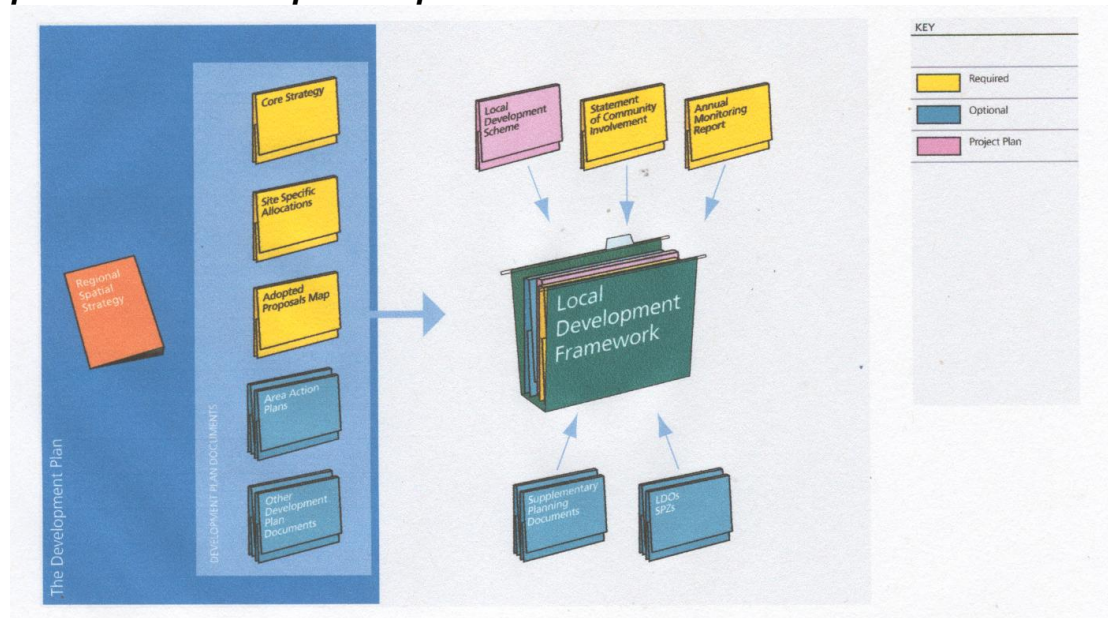 The Development Plan
Regional
Spatial
Strategy
DEVELOPMENT PLAN DOCUMENTS
Core Strategy
Site Specific
Allocations
Adopted
Proposals Map
Area Action
Plans
Other
Development
Plan
Documents
Local
Development
Scheme
Statement
of Community
Involvement
Annual
Monitoring
Report
Local
Development
Framework
Supplementary
Planning
Documents
LDOs
SPZs
KEY
Required
Optional
Project Plan